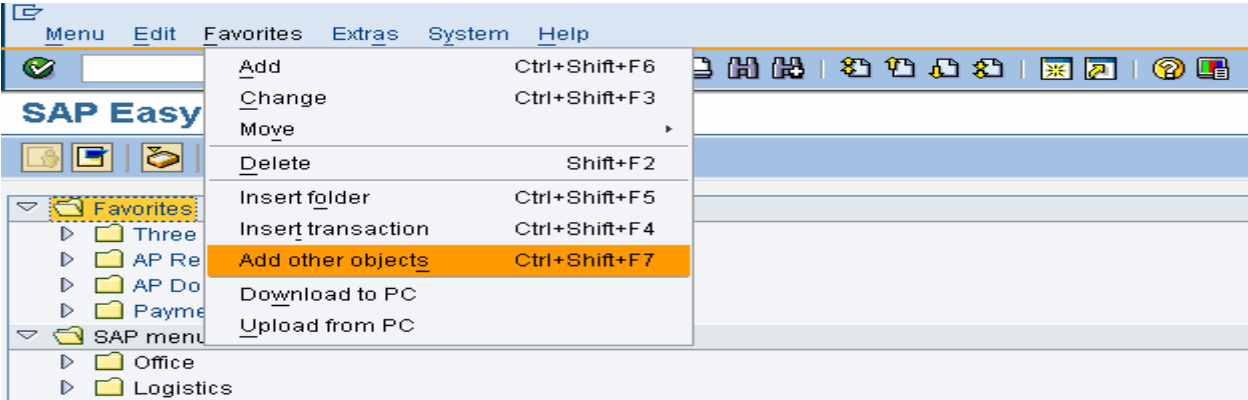 Menu Edit Favorites Extras System Help
Add Ctrl+Shift+F6
SAP Easy
Change Ctrl+Shift+F3
Move
Delete Shift+F2
Insert folder Ctrl+Shift+F5
Favorites
Insert transaction Ctrl+Shift+F4
Three
Add other objects Ctrl+Shift+F7
AP Re
AP Do
Download to PC
Payme
Upload from PC
SAP menu
Office
Logistics